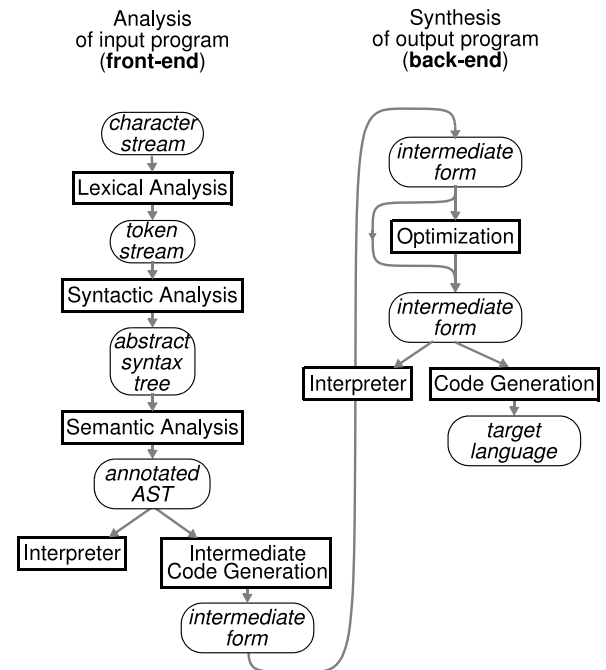 Analysis
of input program
(front-end)
character
stream
Lexical Analysis
token
stream
Syntactic Analysis
abstract
syntax
tree
Semantic Analysis
annotated
AST
Interpreter
Intermediate
Code Generation
intermediate
form
Synthesis
of output program
(back-end)
intermediate
form
Optimization
intermediate
form
Interpreter
Code Generation
target
language